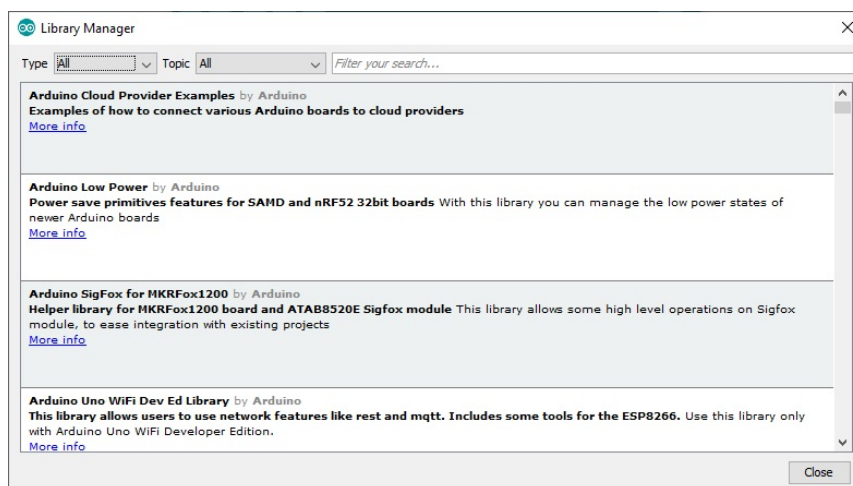 Library Manager
Type All Topic All Filter your search...
Arduino Cloud Provider Examples by Arduino
Examples of how to connect various Arduino boards to cloud providers
More info
Arduino Low Power by Arduino
Power save primitives features for SAMD and nRF52 32bit boards With this library you can manage the low power states of
newer Arduino boards
More info
Arduino SigFox for MKRFox1200 by Arduino
Helper library for MKRFox1200 board and ATAB8520E Sigfox module This library allows some high level operations on Sigfox
module, to ease integration with existing projects
More info
Arduino Uno WiFi Dev Ed Library by Arduino
This library allows users to use network features like rest and mqtt. Includes some tools for the ESP8266. Use this library only
with Arduino Uno WiFi Developer Edition.
More info
Close